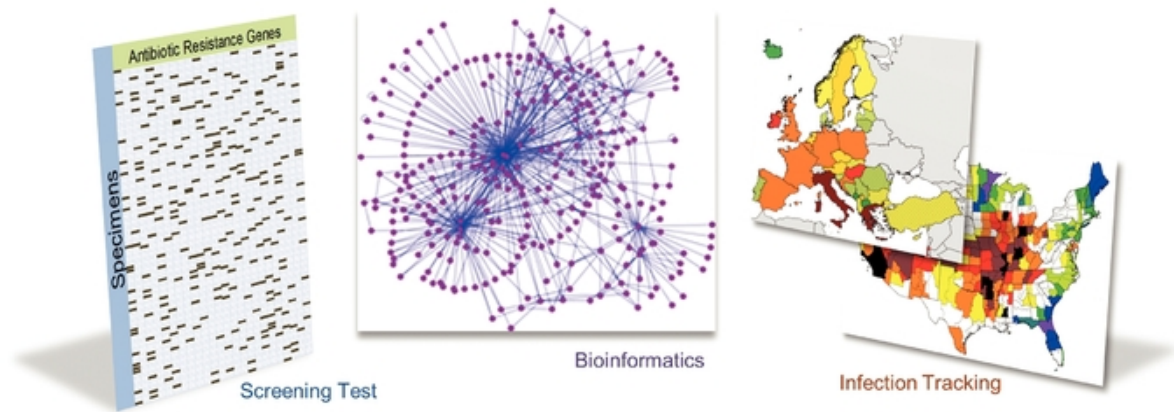 Antibiotic Resistance Genes
Specimens
Screening Test
Bioinformatics
Infection Tracking